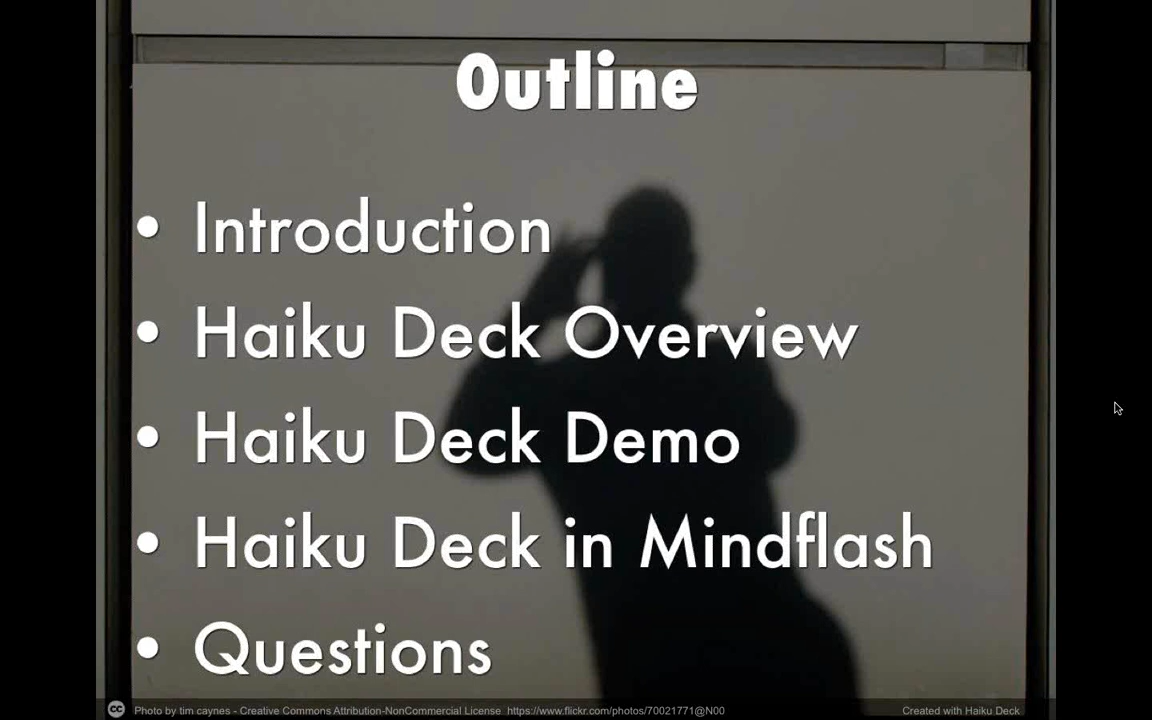 Outline
• Introduction
• Haiku Deck Overview
• Haiku Deck Demo
• Haiku Deck in Mindflash
• Questions
cc Photo by tim caynes - Creative Commons Attribution-NonCommercial License https://www.flickr.com/photos/70021771@N00 Created with Haiku Deck